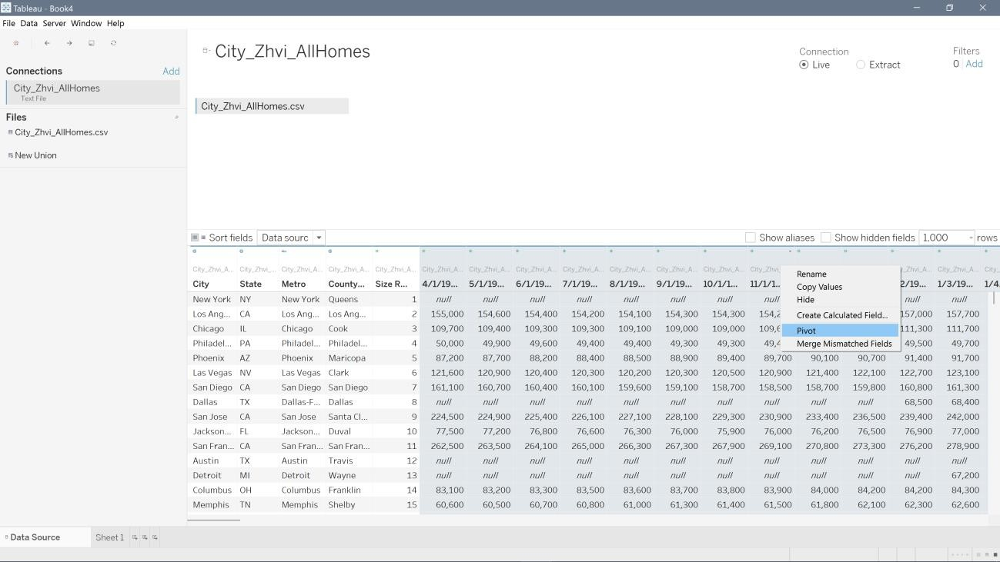 Tableau - Book4
File Data Server Window Help
Connections Add
City_Zhvi_AllHomes
Text File
Files
City_Zhvi_AllHomes.csv
New Union
City_Zhvi_AllHomes
Connection
Live Extract
Filters
0 Add
City_Zhvi_AllHomes.csv
Sort fields Data sourc Show aliases Show hidden fields 1,000 rows
City_Zhvi_A... City_Zhvi_... City_Zhvi_A... City_Zhvi_A... City_Zhvi_A... City_Zhvi_A... City_Zhvi_A... City_Zhvi_A... City_Zhvi_A... City_Zhvi_A... City_Zhvi_A... City_Zhvi_A... City_Zhvi
City State Metro County... Size R... 4/1/19... 5/1/19... 6/1/19... 7/1/19... 8/1/19... 9/1/19... 10/1/1... 11/1/1... 2/19... 1/3/19... 1/4
New York NY New York Queens 1 null null null null null null null null null null
Los Ang... CA Los Ang... Los Ang... 2 155,000 154,600 154,400 154,200 154,100 154,300 154,300 154,2 157,000 157,700
Chicago IL Chicago Cook 3 109,700 109,400 109,300 109,300 109,100 109,000 109,000 109,6 111,300 111,700
Philadel... PA Philadel... Philadel... 4 50,000 49,900 49,600 49,400 49,400 49,300 49,300 49,4 49,500 49,700
Phoenix AZ Phoenix Maricopa 5 87,200 87,700 88,200 88,400 88,500 88,900 89,400 89,700 90,100 90,700 91,400 91,700
Las Vegas NV Las Vegas Clark 6 121,600 120,900 120,400 120,300 120,200 120,300 120,500 120,900 121,400 122,100 122,700 123,100
San Diego CA San Diego San Diego 7 161,100 160,700 160,400 160,100 159,600 159,100 158,700 158,500 158,700 159,800 160,800 161,300
Dallas TX Dallas-F... Dallas 8 null null null null null null null null null null 68,500 68,400
San Jose CA San Jose Santa Cl... 9 224,500 224,900 225,400 226,100 227,100 228,100 229,300 230,900 233,400 236,500 239,400 242,000
Jackson... FL Jackson... Duval 10 77,500 77,200 76,800 76,600 76,300 76,000 75,900 76,000 76,200 76,500 76,900 77,000
San Fran... CA San Fran... San Fran... 11 262,500 263,500 264,100 265,000 266,300 267,300 267,900 269,100 270,800 273,300 276,200 278,900
Austin TX Austin Travis 12 null null null null null null null null null null null null
Detroit MI Detroit Wayne 13 null null null null null null null null null null null 67,200
Columbus OH Columbus Franklin 14 83,100 83,200 83,300 83,500 83,600 83,700 83,800 83,900 84,000 84,200 84,200 84,300
Memphis TN Memphis Shelby 15 60,600 60,500 60,700 60,800 61,000 61,300 61,400 61,500 61,800 62,100 62,300 62,600
Rename
Copy Values
Hide
Create Calculated Field...
Pivot
Merge Mismatched Fields
Data Source Sheet 1